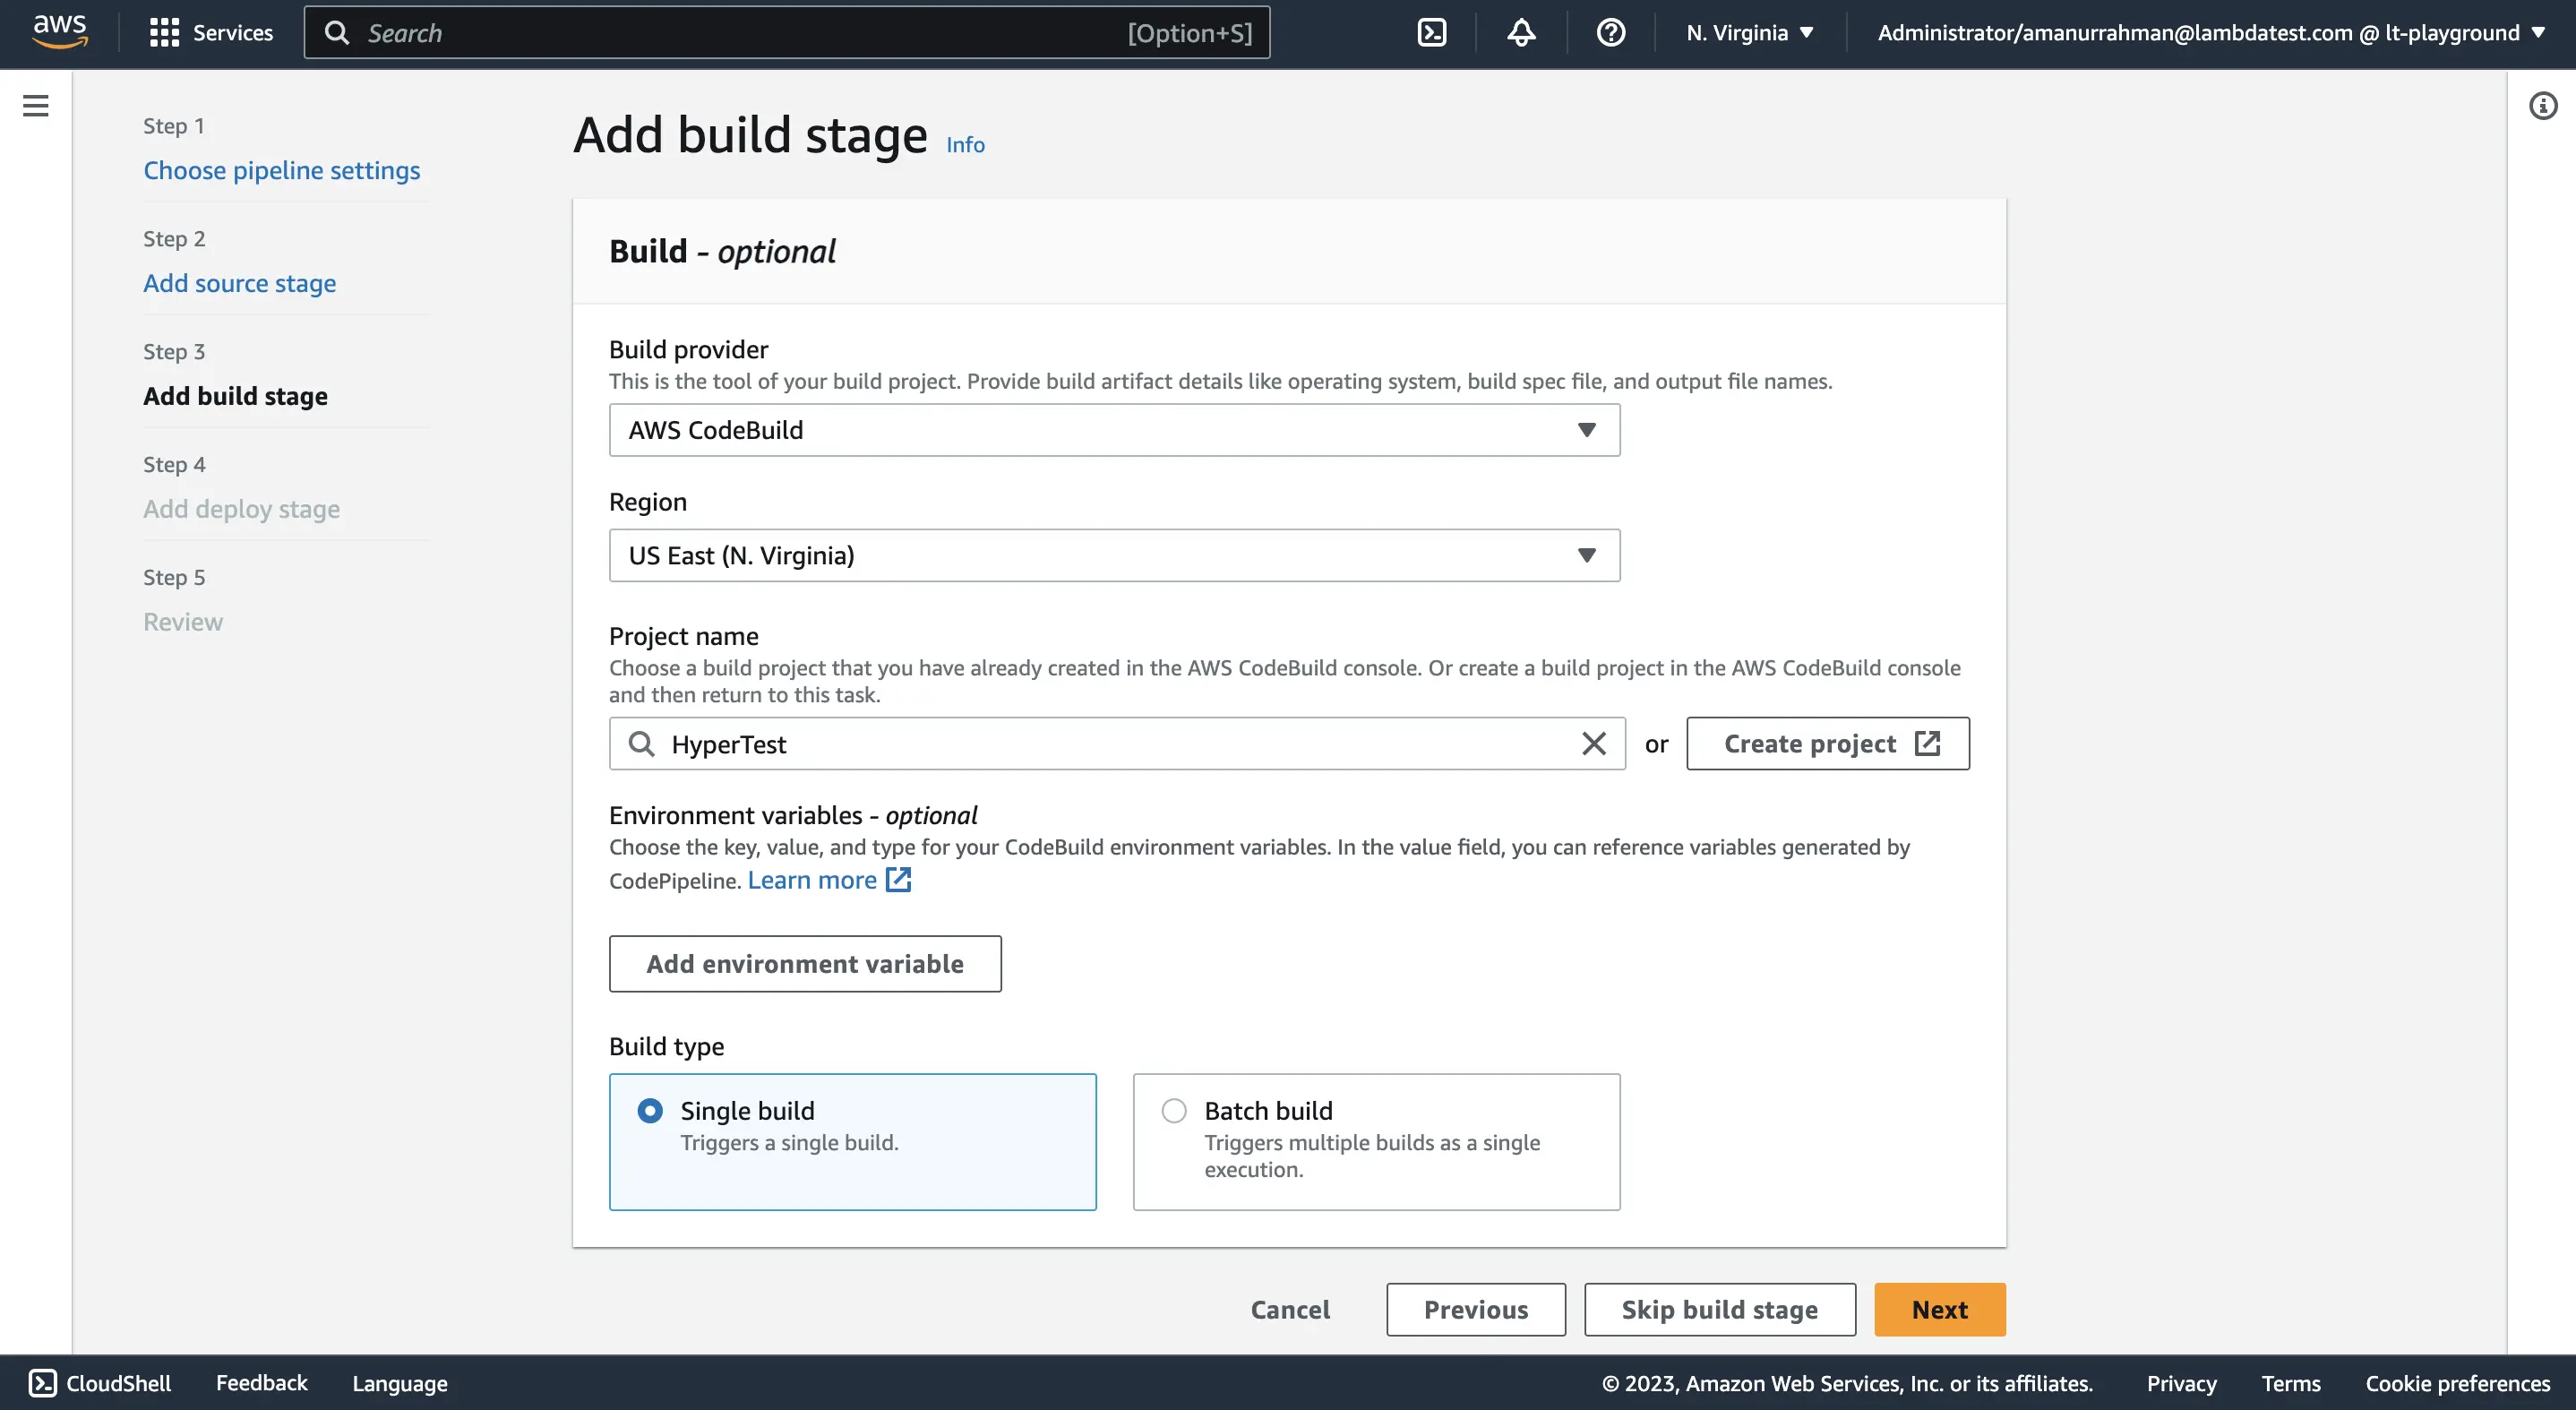 aws
Services
Search
[Option+S]
N. Virginia
Administrator/amanurrahman@lambdatest.com @ lt-playground
Step 1
Choose pipeline settings
Step 2
Add source stage
Step 3
Add build stage
Step 4
Add deploy stage
Step 5
Review
Add build stage Info
Build - optional
Build provider
This is the tool of your build project. Provide build artifact details like operating system, build spec file, and output file names.
AWS CodeBuild
Region
US East (N. Virginia)
Project name
Choose a build project that you have already created in the AWS CodeBuild console. Or create a build project in the AWS CodeBuild console
and then return to this task.
HyperTest
or
Create project
Environment variables - optional
Choose the key, value, and type for your CodeBuild environment variables. In the value field, you can reference variables generated by
CodePipeline. Learn more
Add environment variable
Build type
Single build
Triggers a single build.
Batch build
Triggers multiple builds as a single
execution.
Cancel
Previous
Skip build stage
Next
CloudShell
Feedback
Language
© 2023, Amazon Web Services, Inc. or its affiliates.
Privacy
Terms
Cookie preferences